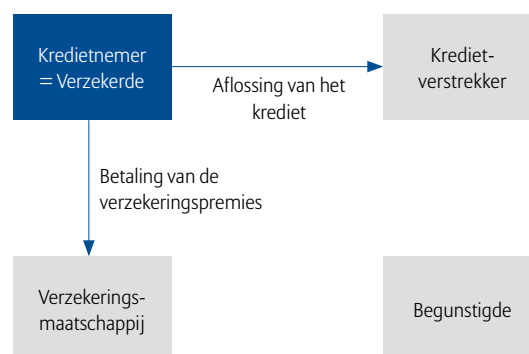 Kredietnemer
= Verzekerde
Aflossing van het
krediet
Krediet-
verstrekker
Betaling van de
verzekeringspremies
Verzekerings-
maatschappij
Begunstigde